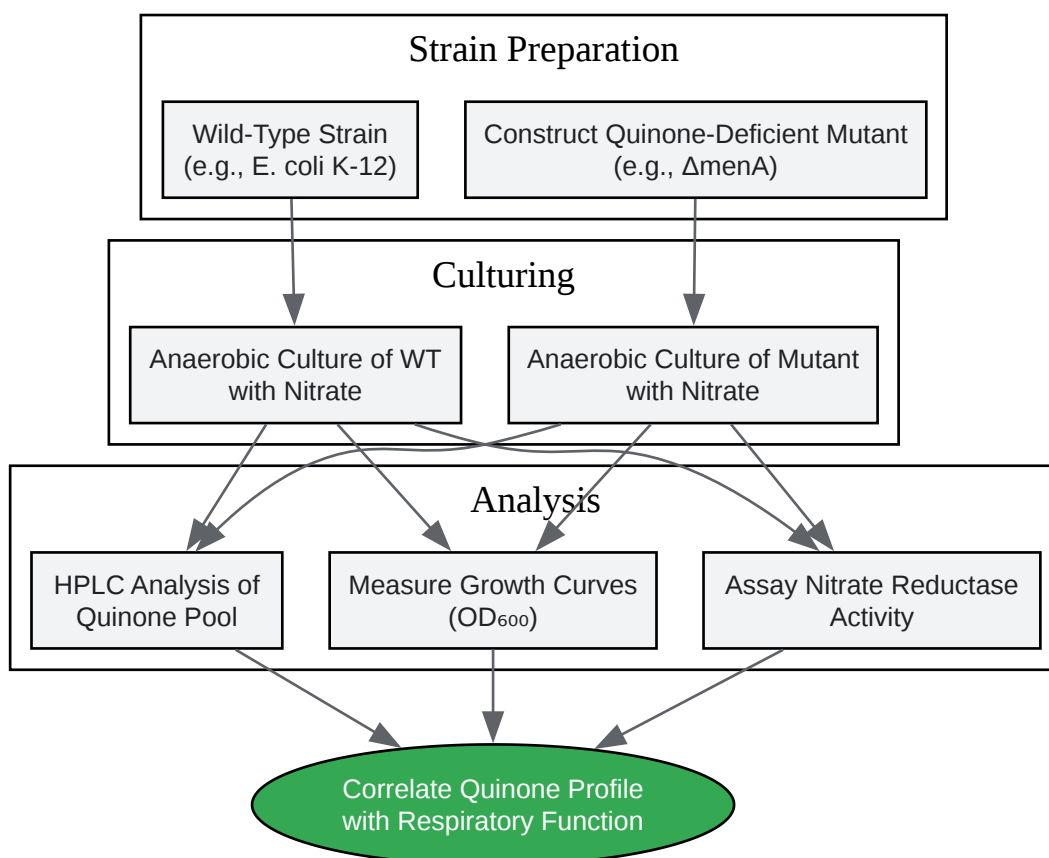 Strain Preparation
Wild-Type Strain
(e.g., E. coli K-12)
Construct Quinone-Deficient Mutant
(e.g., ΔmenA)
Culturing
Anaerobic Culture of WT
with Nitrate
Anaerobic Culture of Mutant
with Nitrate
Analysis
HPLC Analysis of
Quinone Pool
Measure Growth Curves
(OD₆₀₀)
Assay Nitrate Reductase
Activity
Correlate Quinone Profile
with Respiratory Function